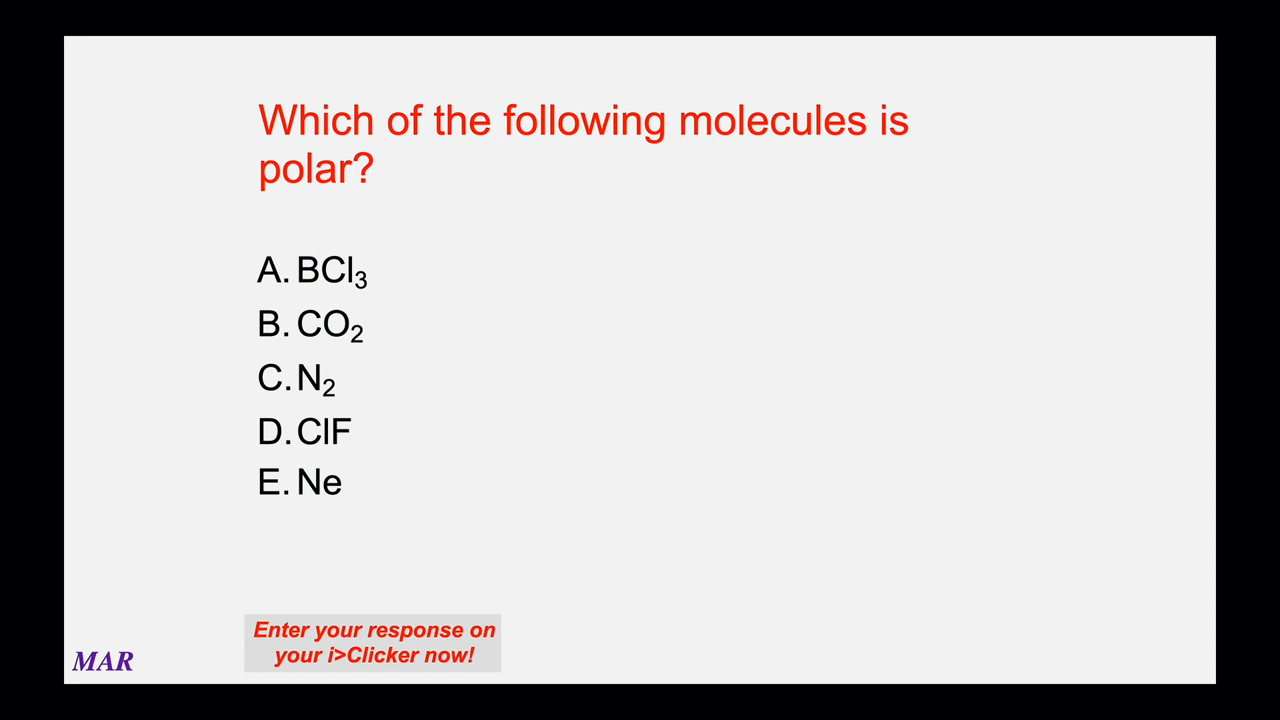 Which of the following molecules is
polar?
A. BCl₃
B. CO₂
C. N₂
D. ClF
E. Ne
Enter your response on
your i>Clicker now!
MAR